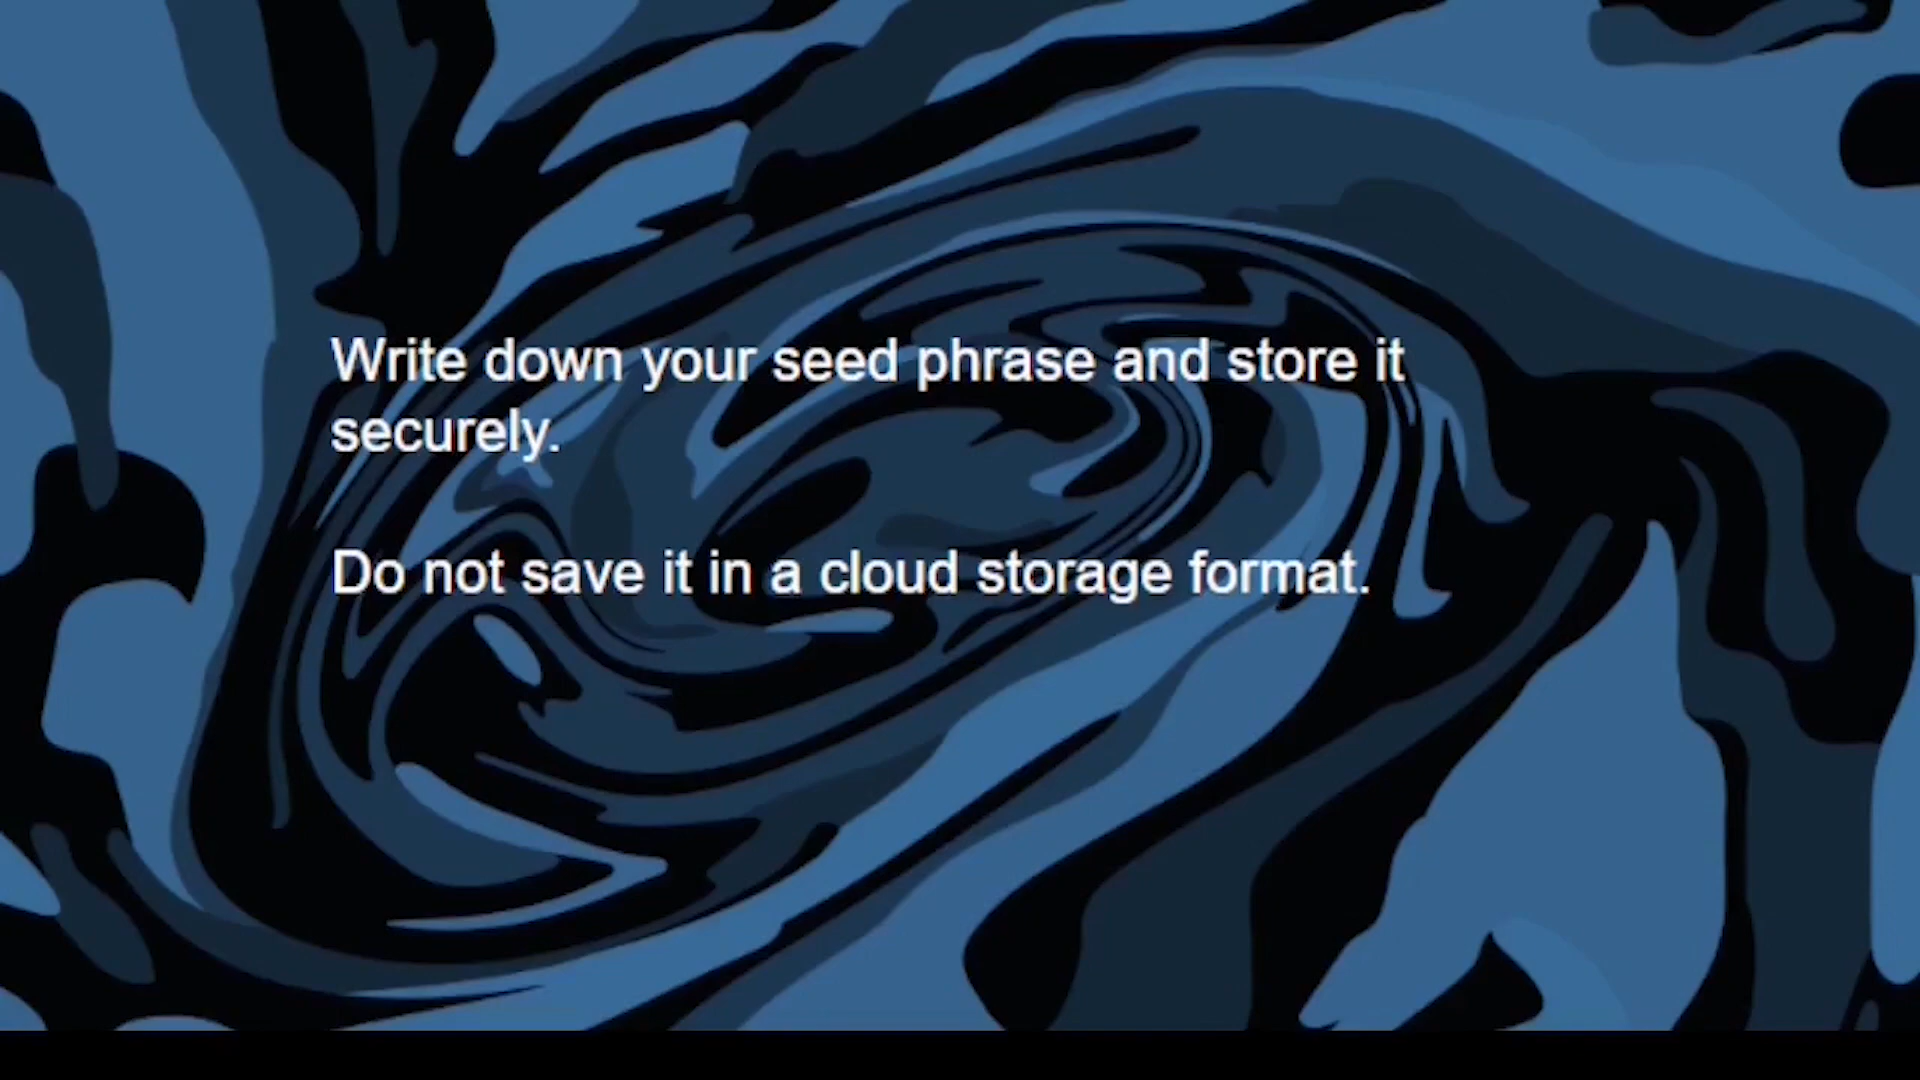 Write down your seed phrase and store it
securely.
Do not save it in a cloud storage format.